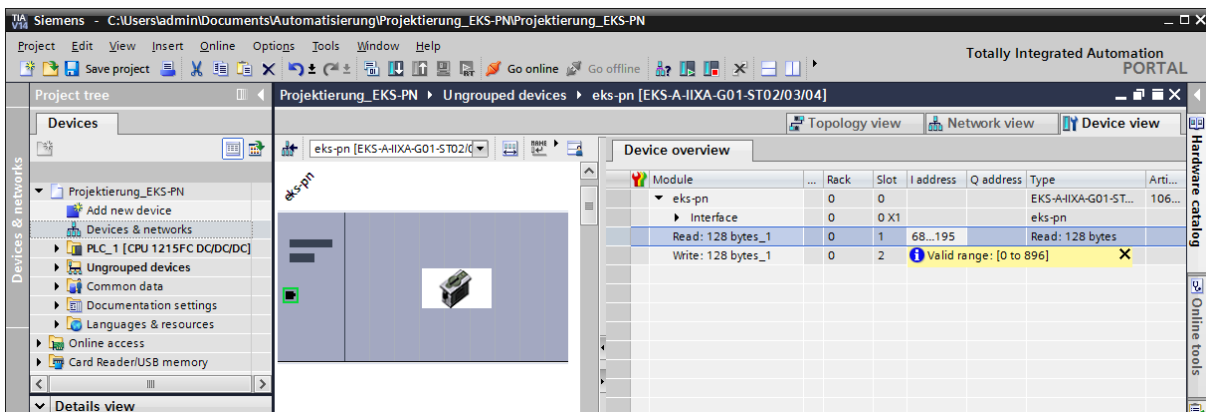 TIA V14 Siemens - C:\Users\admin\Documents\Automatisierung\Projektierung_EKS-PN\Projektierung_EKS-PN
Project Edit View Insert Online Options Tools Window Help
Totally Integrated Automation
PORTAL
Save project Go online Go offline
Project tree
Projektierung_EKS-PN Ungrouped devices eks-pn [EKS-A-IIXA-G01-ST02/03/04]
Devices
Topology view Network view Device view
eks-pn [EKS-A-IIXA-G01-ST02/0
Device overview
Devices & networks
Projektierung_EKS-PN
Add new device
Devices & networks
PLC_1 [CPU 1215FC DC/DC/DC]
Ungrouped devices
Common data
Documentation settings
Languages & resources
Online access
Card Reader/USB memory
Details view
eks-pn
Module ... Rack Slot I address Q address Type Arti...
eks-pn 0 0 EKS-A-IIXA-G01-ST... 106...
Interface 0 0 X1 eks-pn
Read: 128 bytes_1 0 1 68...195 Read: 128 bytes
Write: 128 bytes_1 0 2 Valid range: [0 to 896]
Hardware catalog
Online tools